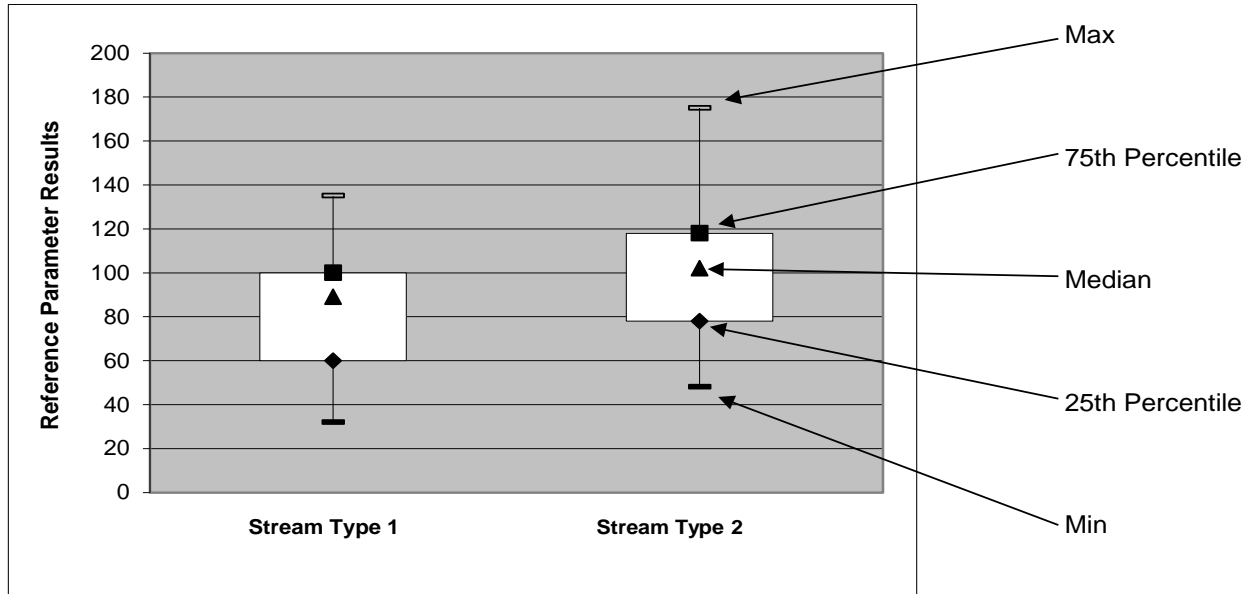 Max
200
180
160
140
120
100
80
60
40
20
0
Reference Parameter Results
Stream Type 1
Stream Type 2
75th Percentile
Median
25th Percentile
Min